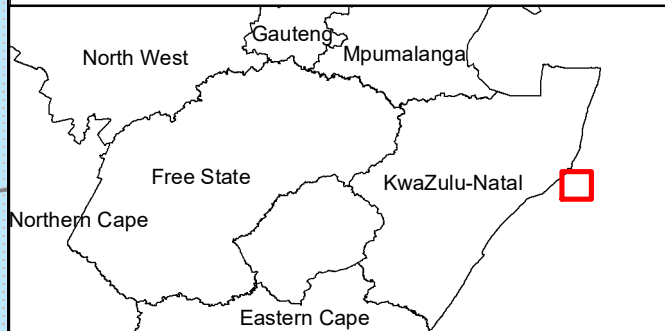 Gauteng
North West
Mpumalanga
Free State
KwaZulu-Natal
Northern Cape
Eastern Cape